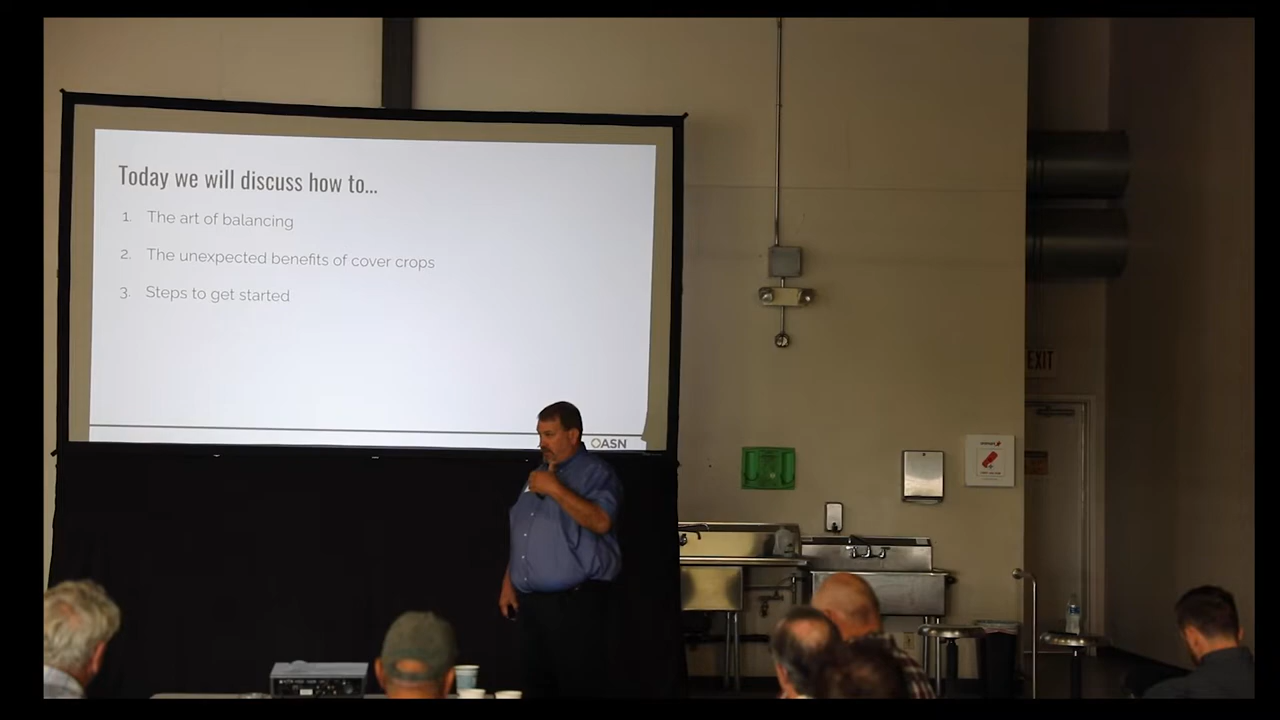 Today we will discuss how to...
1. The art of balancing
2. The unexpected benefits of cover crops
3. Steps to get started
OASN
EXIT